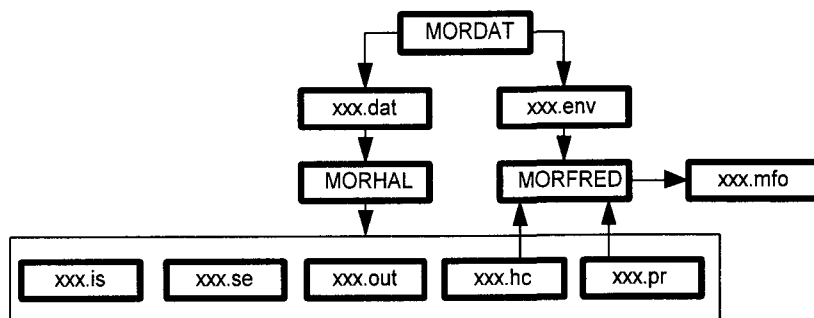 MORDAT
xxx.dat
xxx.env
MORHAL
MORFRED
xxx.mfo
xxx.is
xxx.se
xxx.out
xxx.hc
xxx.pr